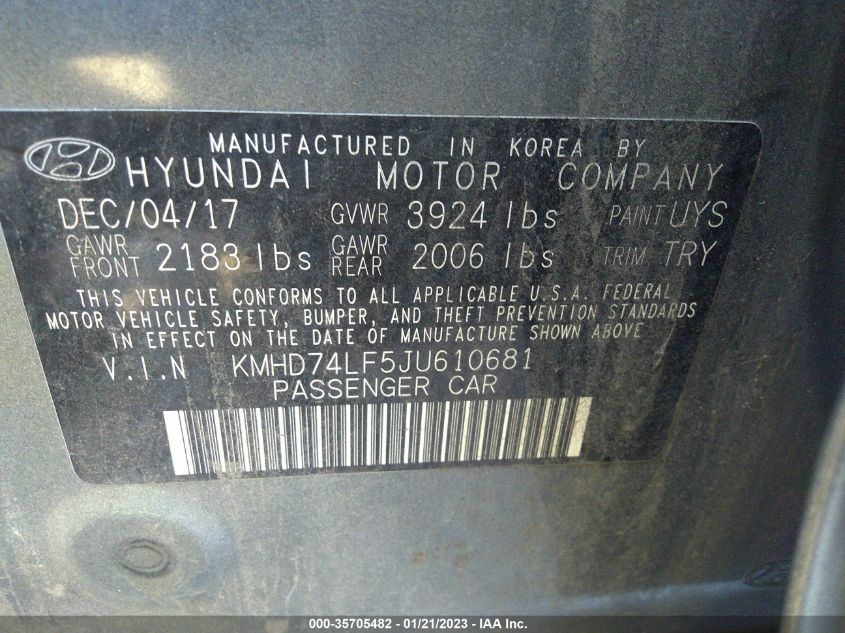 MANUFACTURED IN KOREA BY
HYUNDAI MOTOR COMPANY
DEC/04/17 GVWR 3924 lbs PAINT UYS
GAWR FRONT 2183 lbs GAWR REAR 2006 lbs TRIM TRY
THIS VEHICLE CONFORMS TO ALL APPLICABLE U.S.A. FEDERAL
MOTOR VEHICLE SAFETY, BUMPER, AND THEFT PREVENTION STANDARDS
IN EFFECT ON THE DATE OF MANUFACTURE SHOWN ABOVE
V.I.N KMHD74LF5JU610681
PASSENGER CAR
000-35705482 - 01/21/2023 - IAA Inc.